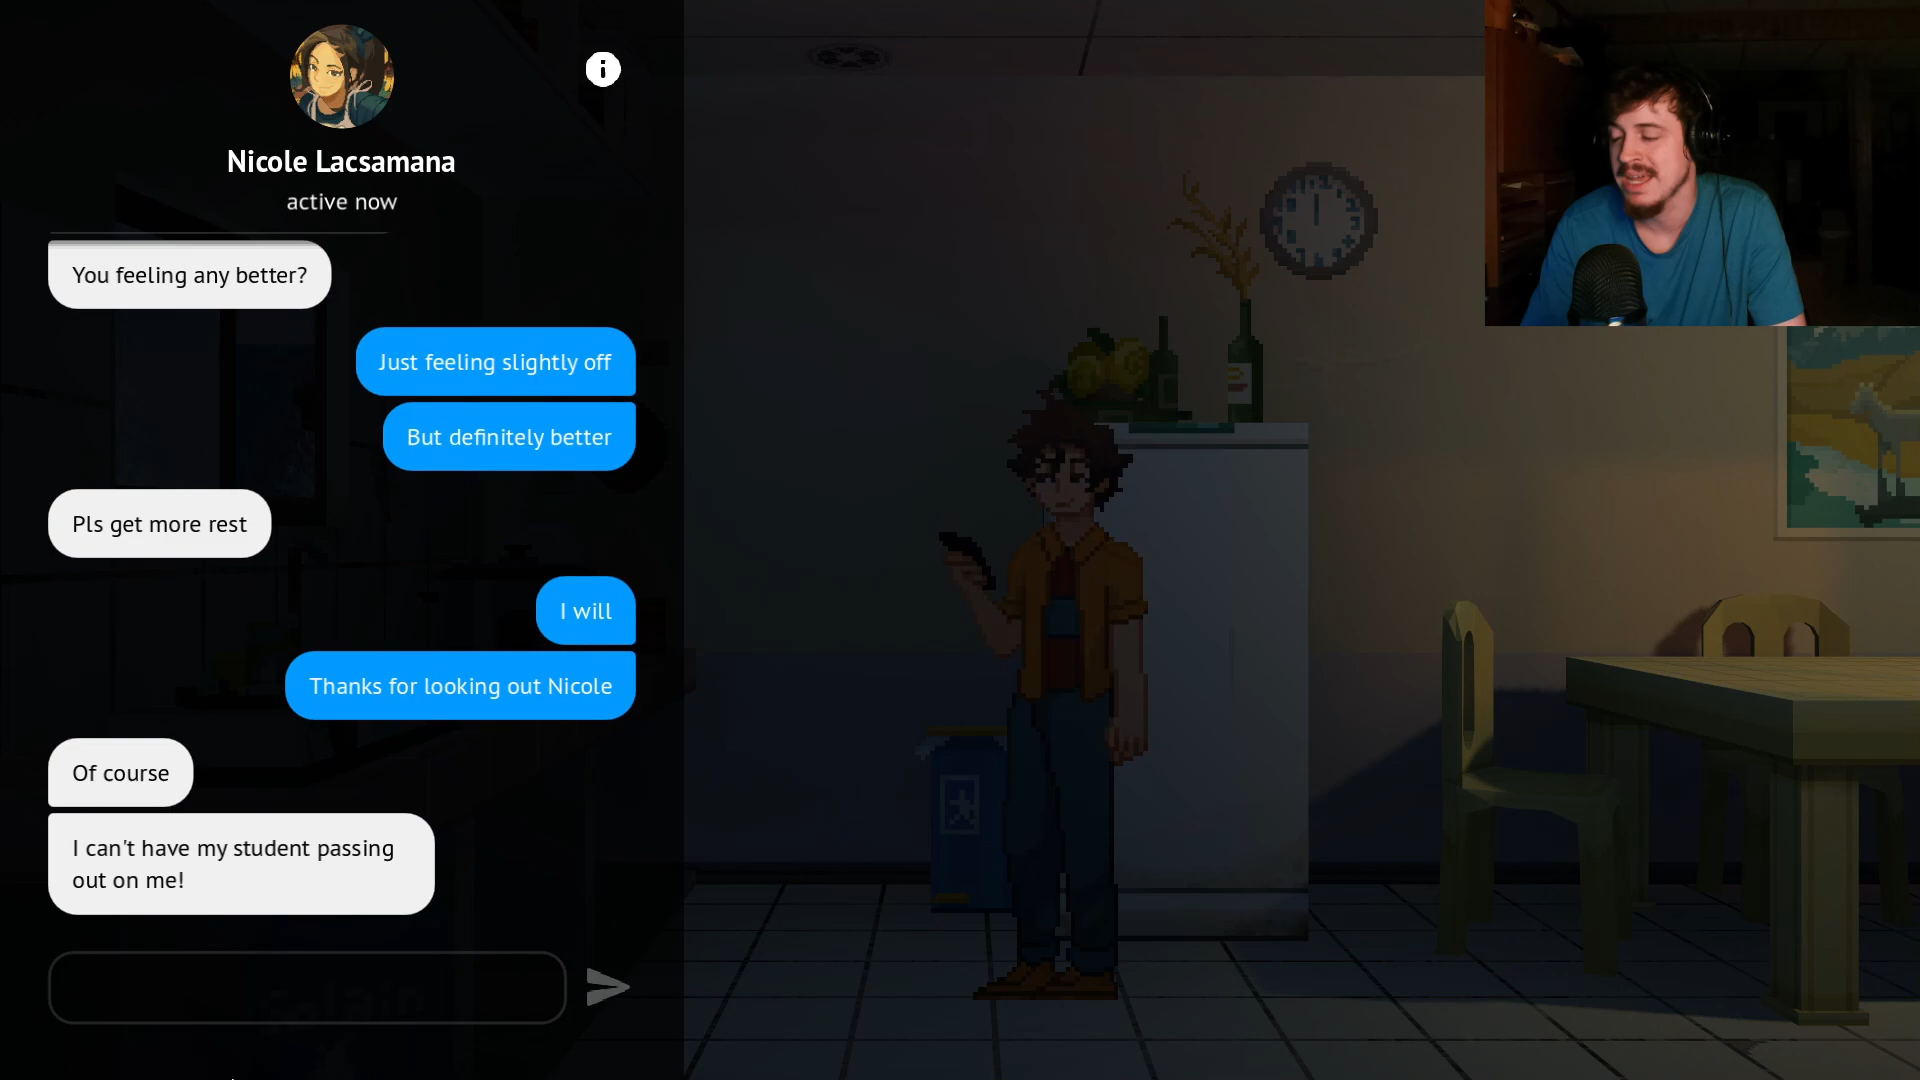 Nicole Lacsamana
active now
You feeling any better?
Just feeling slightly off
But definitely better
Pls get more rest
I will
Thanks for looking out Nicole
Of course
I can't have my student passing
out on me!